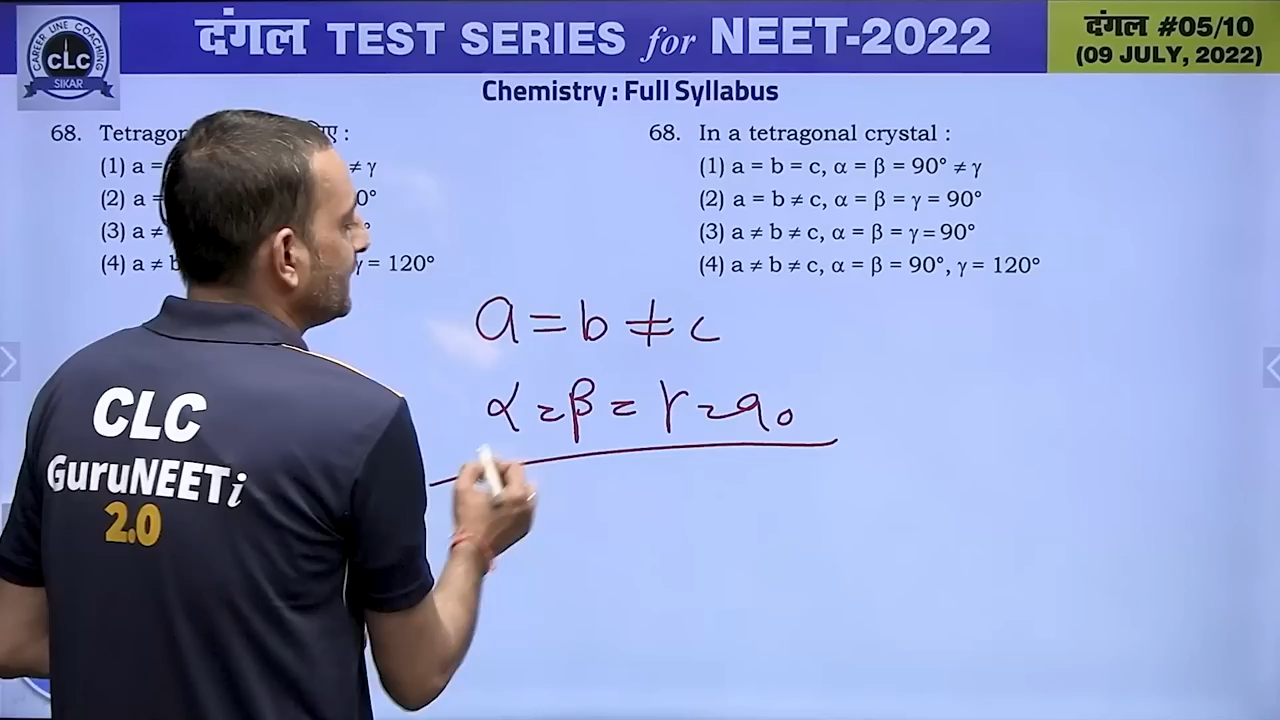 दंगल TEST SERIES for NEET-2022
दंगल #05/10
(09 JULY, 2022)
CAREER LINE COACHING
CLC
SIKAR
Chemistry : Full Syllabus
68. :
(1) a = ≠ γ
(2) a =
(3) a ≠
(4) a ≠ b γ = 120°
68. In a tetragonal crystal :
(1) a = b = c, α = β = 90° ≠ γ
(2) a = b ≠ c, α = β = γ = 90°
(3) a ≠ b ≠ c, α = β = γ = 90°
(4) a ≠ b ≠ c, α = β = 90°, γ = 120°
a = b ≠ c
α = β = γ = 90
CLC
GuruNEETi
2.0